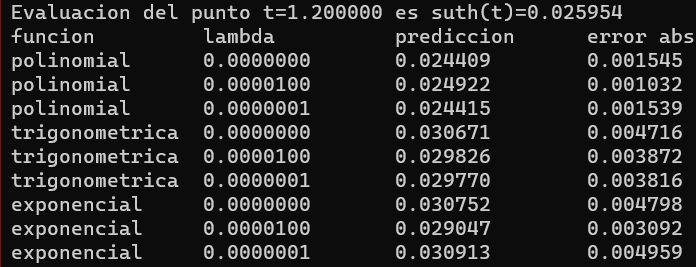 Evaluacion del punto t=1.200000 es suth(t)=0.025954
funcion lambda prediccion error abs
polinomial 0.0000000 0.024409 0.001545
polinomial 0.0000100 0.024922 0.001032
polinomial 0.0000001 0.024415 0.001539
trigonometrica 0.0000000 0.030671 0.004716
trigonometrica 0.0000100 0.029826 0.003872
trigonometrica 0.0000001 0.029770 0.003816
exponencial 0.0000000 0.030752 0.004798
exponencial 0.0000100 0.029047 0.003092
exponencial 0.0000001 0.030913 0.004959